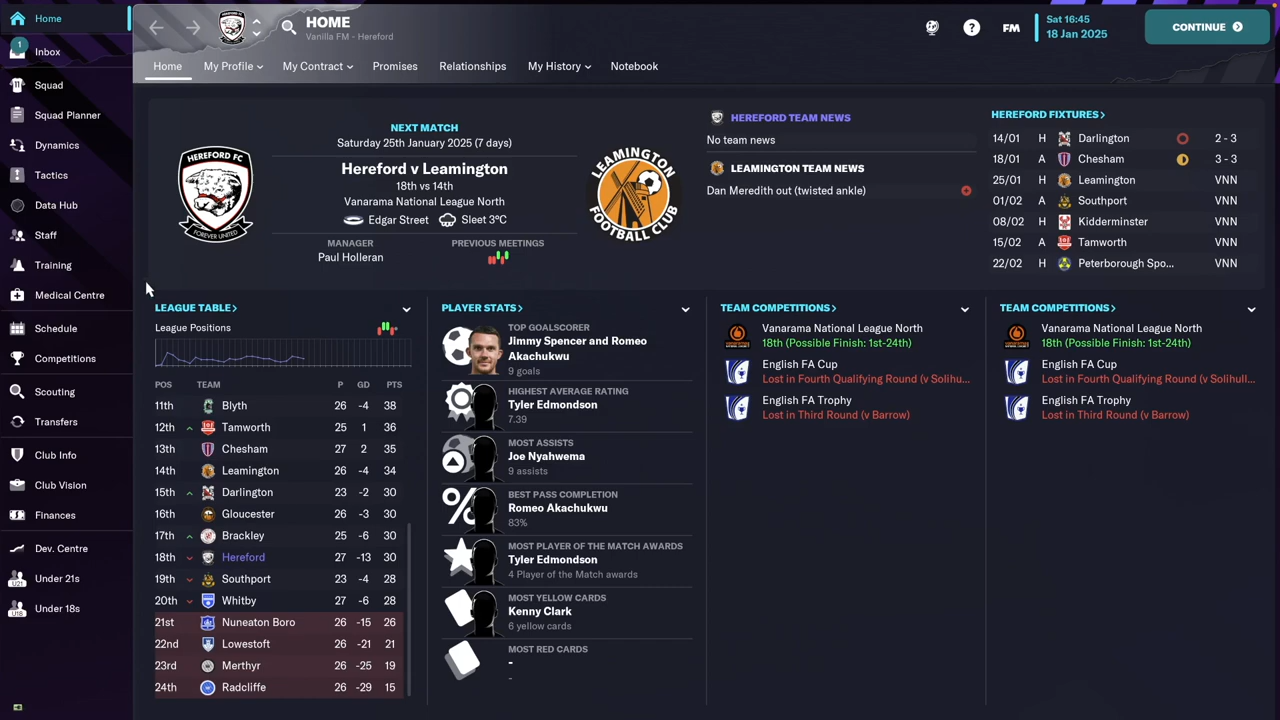 Home
1
Inbox
Squad
Squad Planner
Dynamics
Tactics
Data Hub
Staff
Training
Medical Centre
Schedule
Competitions
Scouting
Transfers
Club Info
Club Vision
Finances
Dev. Centre
Under 21s
U21
Under 18s
U18
HOME
Vanilla FM - Hereford
?
FM
Sat 16:45
18 Jan 2025
CONTINUE
Home
My Profile
My Contract
Promises
Relationships
My History
Notebook
HEREFORD FC
FOREVER UNITED
NEXT MATCH
Saturday 25th January 2025 (7 days)
Hereford v Leamington
18th vs 14th
Vanarama National League North
Edgar Street
Sleet 3°C
MANAGER
Paul Holleran
PREVIOUS MEETINGS
LEAMINGTON
FOOTBALL CLUB
HEREFORD TEAM NEWS
No team news
LEAMINGTON TEAM NEWS
Dan Meredith out (twisted ankle)
HEREFORD FIXTURES>
14/01 H Darlington 2 - 3
18/01 A Chesham 3 - 3
25/01 H Leamington VNN
01/02 A Southport VNN
08/02 H Kidderminster VNN
15/02 A Tamworth VNN
22/02 H Peterborough Spo... VNN
LEAGUE TABLE>
League Positions
POS TEAM P GD PTS
11th Blyth 26 -4 38
12th Tamworth 25 1 36
13th Chesham 27 2 35
14th Leamington 26 -4 34
15th Darlington 23 -2 30
16th Gloucester 26 -3 30
17th Brackley 25 -6 30
18th Hereford 27 -13 30
19th Southport 23 -4 28
20th Whitby 27 -6 28
21st Nuneaton Boro 26 -15 26
22nd Lowestoft 26 -21 21
23rd Merthyr 26 -25 19
24th Radcliffe 26 -29 15
PLAYER STATS>
TOP GOALSCORER
Jimmy Spencer and Romeo
Akachukwu
9 goals
HIGHEST AVERAGE RATING
Tyler Edmondson
7.39
MOST ASSISTS
Joe Nyahwema
9 assists
BEST PASS COMPLETION
%
Romeo Akachukwu
83%
MOST PLAYER OF THE MATCH AWARDS
Tyler Edmondson
4 Player of the Match awards
MOST YELLOW CARDS
Kenny Clark
6 yellow cards
MOST RED CARDS
-
-
TEAM COMPETITIONS>
Vanarama National League North
18th (Possible Finish: 1st-24th)
English FA Cup
Lost in Fourth Qualifying Round (v Solihu...
English FA Trophy
Lost in Third Round (v Barrow)
TEAM COMPETITIONS>
Vanarama National League North
18th (Possible Finish: 1st-24th)
English FA Cup
Lost in Fourth Qualifying Round (v Solihull...
English FA Trophy
Lost in Third Round (v Barrow)